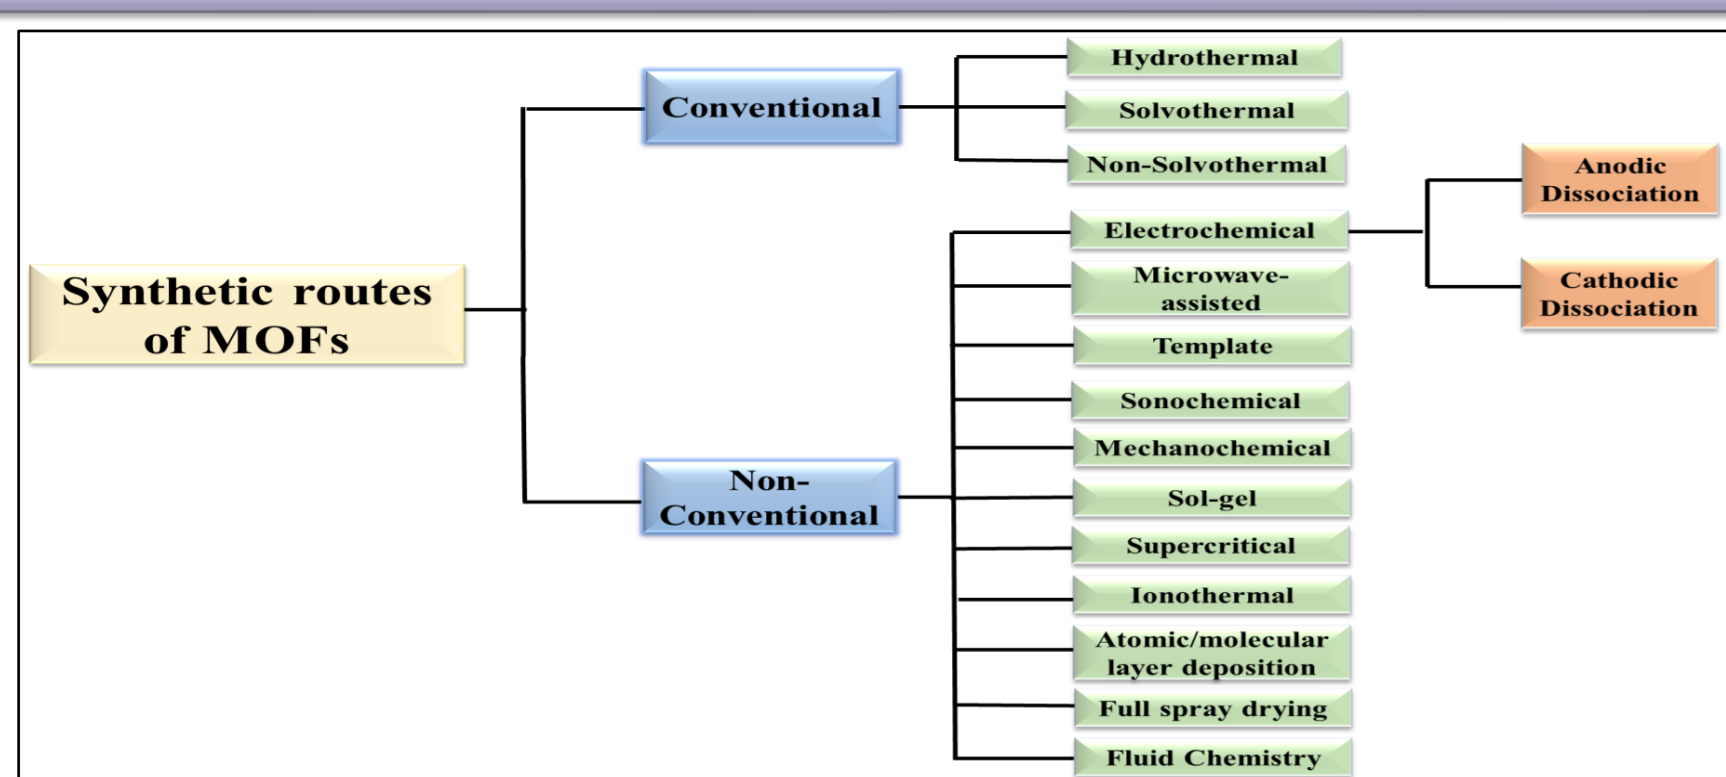 Synthetic routes
of MOFs
Conventional
Non-
Conventional
Hydrothermal
Solvothermal
Non-Solvothermal
Electrochemical
Microwave-
assisted
Template
Sonochemical
Mechanochemical
Sol-gel
Supercritical
Ionothermal
Atomic/molecular
layer deposition
Full spray drying
Fluid Chemistry
Anodic
Dissociation
Cathodic
Dissociation